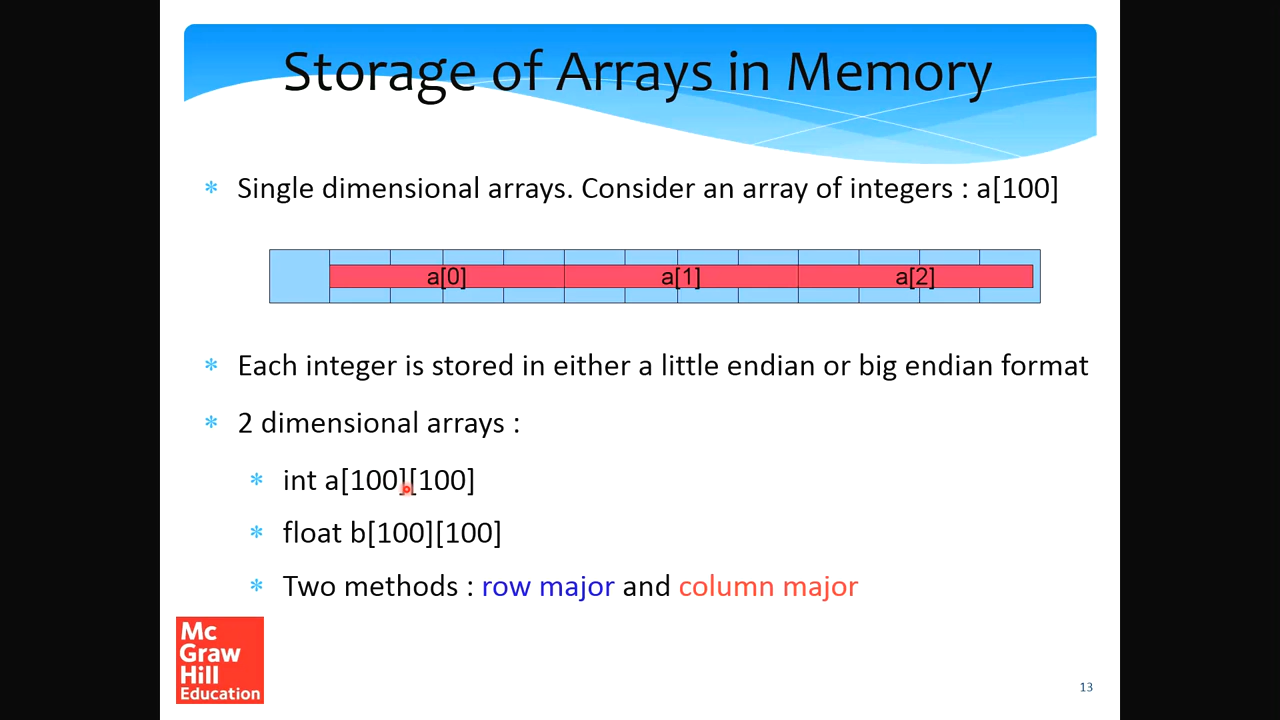 Storage of Arrays in Memory
* Single dimensional arrays. Consider an array of integers : a[100]
a[0] a[1] a[2]
* Each integer is stored in either a little endian or big endian format
* 2 dimensional arrays :
* int a[100][100]
* float b[100][100]
* Two methods : row major and column major
Mc
Graw
Hill
Education
13